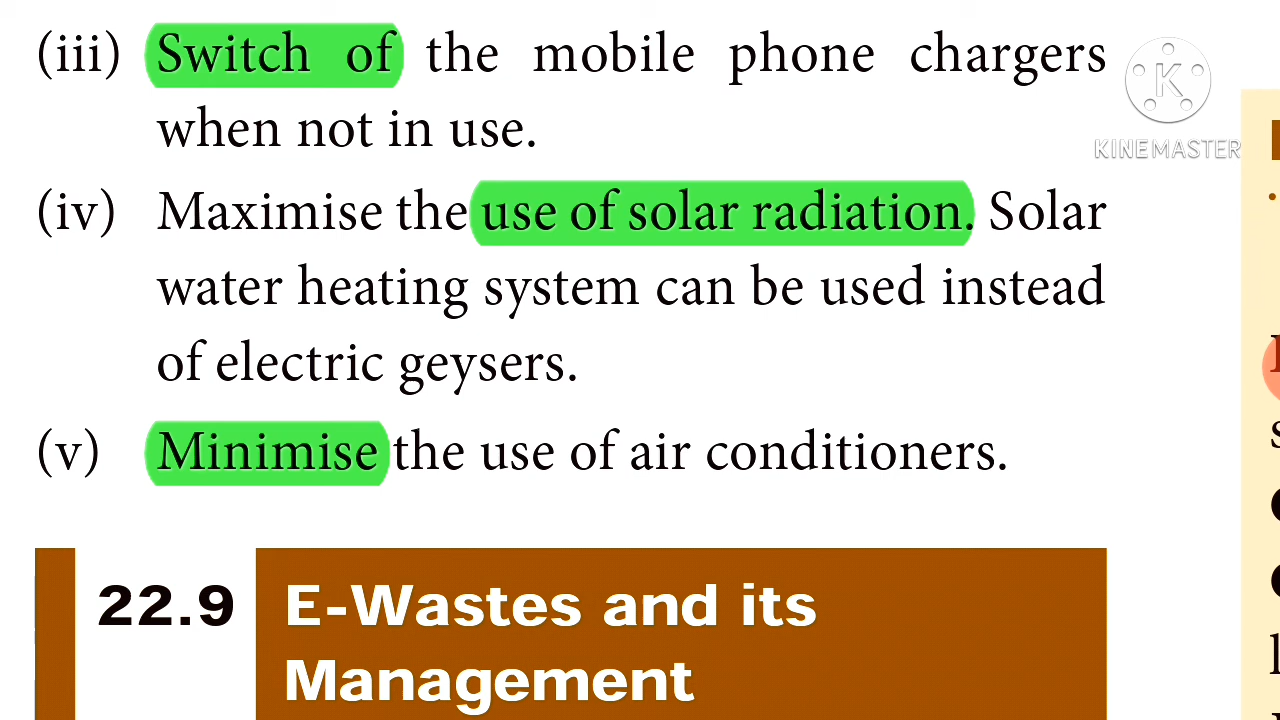 (iii) Switch of the mobile phone chargers
when not in use.
(iv) Maximise the use of solar radiation. Solar
water heating system can be used instead
of electric geysers.
(v) Minimise the use of air conditioners.
22.9 E-Wastes and its
Management
K
KINEMASTER